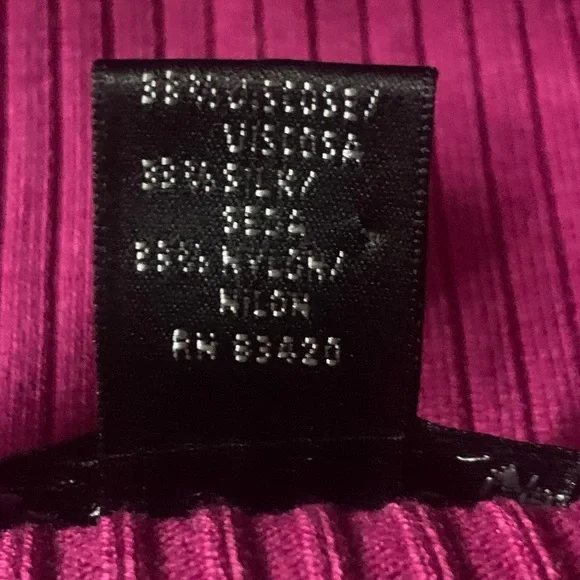 VISCOSE/
VISCOSA
SILK/
SEDA
NYLON/
NILON
RN 83420